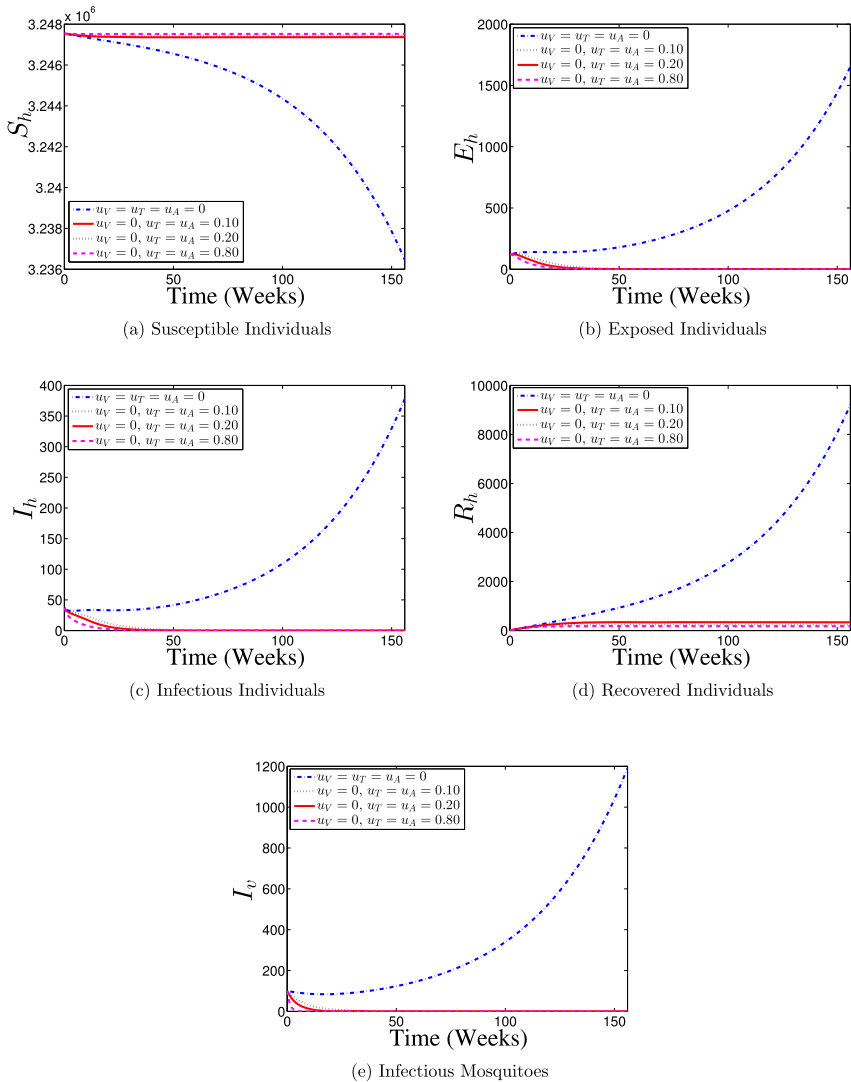 3.248 x 10⁶
3.246
3.244
3.242
3.24
3.238
3.236
S_h
u_V = u_T = u_A = 0
u_V = 0, u_T = u_A = 0.10
u_V = 0, u_T = u_A = 0.20
u_V = 0, u_T = u_A = 0.80
0 50 100 150
Time (Weeks)
(a) Susceptible Individuals
2000
1500
1000
500
0
E_h
u_V = u_T = u_A = 0
u_V = 0, u_T = u_A = 0.10
u_V = 0, u_T = u_A = 0.20
u_V = 0, u_T = u_A = 0.80
0 50 100 150
Time (Weeks)
(b) Exposed Individuals
400
350
300
250
200
150
100
50
0
I_h
u_V = u_T = u_A = 0
u_V = 0, u_T = u_A = 0.10
u_V = 0, u_T = u_A = 0.20
u_V = 0, u_T = u_A = 0.80
0 50 100 150
Time (Weeks)
(c) Infectious Individuals
10000
8000
6000
4000
2000
0
R_h
u_V = u_T = u_A = 0
u_V = 0, u_T = u_A = 0.10
u_V = 0, u_T = u_A = 0.20
u_V = 0, u_T = u_A = 0.80
0 50 100 150
Time (Weeks)
(d) Recovered Individuals
1200
1000
800
600
400
200
0
I_v
u_V = u_T = u_A = 0
u_V = 0, u_T = u_A = 0.10
u_V = 0, u_T = u_A = 0.20
u_V = 0, u_T = u_A = 0.80
0 50 100 150
Time (Weeks)
(e) Infectious Mosquitoes